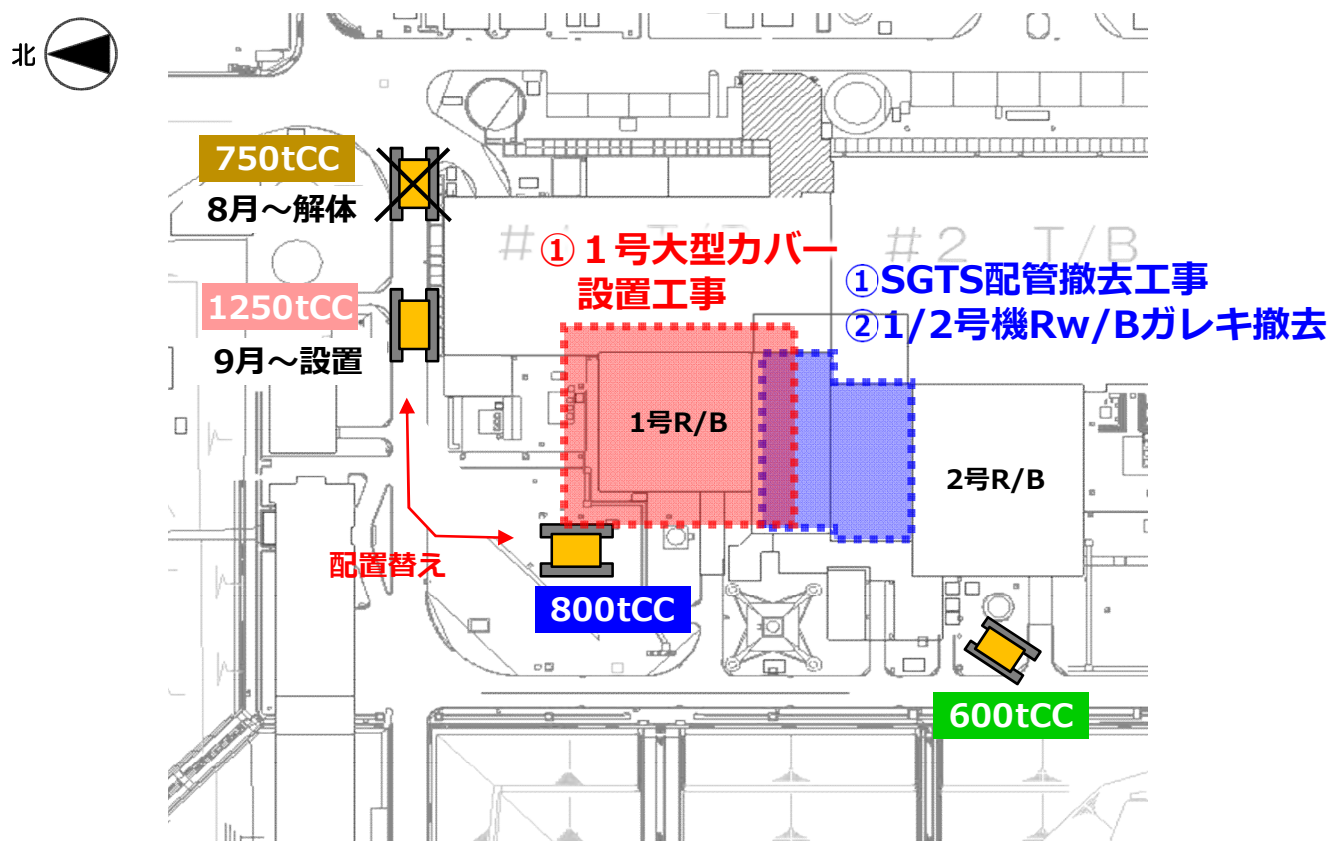 北
750tCC
8月～解体
1250tCC
9月～設置
#1 T/B
①１号大型カバー
設置工事
#2 T/B
①SGTS配管撤去工事
②1/2号機Rw/Bガレキ撤去
1号R/B
2号R/B
配置替え
800tCC
600tCC